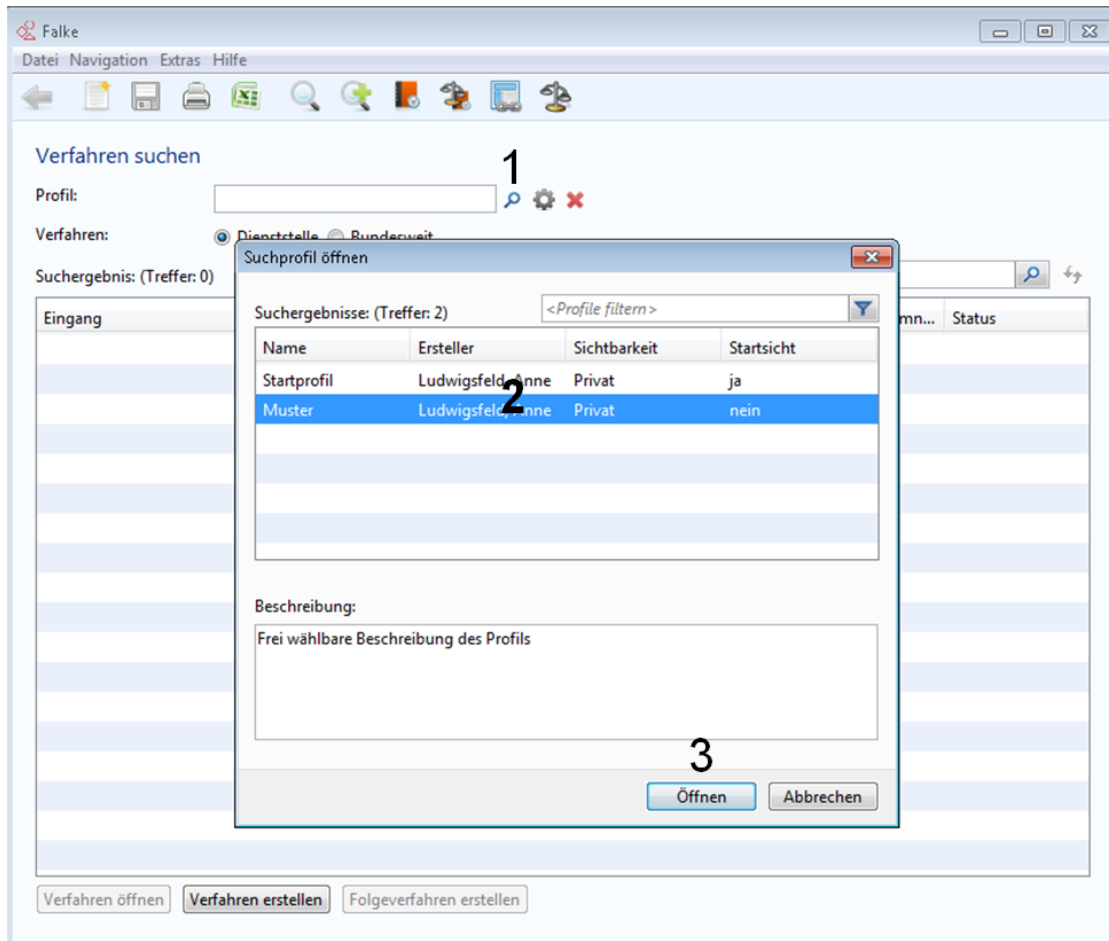 Falke
Datei Navigation Extras Hilfe
Verfahren suchen
1
Profil:
Verfahren: Dienststelle Bundesweit
Suchprofil öffnen
Suchergebnis: (Treffer: 0)
Suchergebnisse: (Treffer: 2) <Profile filtern>
Eingang mn... Status
Name Ersteller Sichtbarkeit Startsicht
Startprofil Ludwigsfeld, Anne Privat ja
2
Muster Ludwigsfeld, Anne Privat nein
Beschreibung:
Frei wählbare Beschreibung des Profils
3
Öffnen Abbrechen
Verfahren öffnen Verfahren erstellen Folgeverfahren erstellen